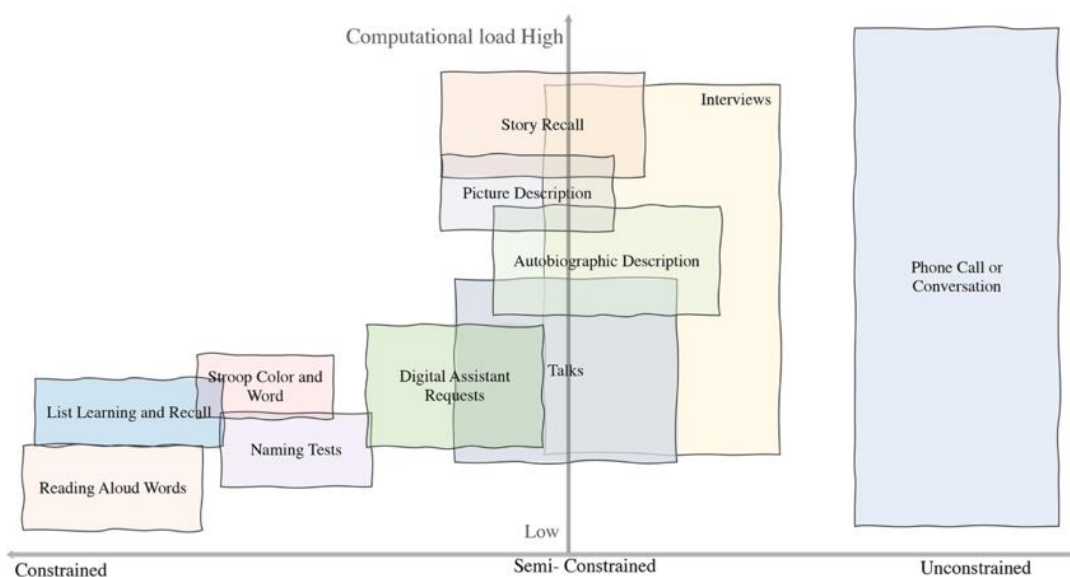 Computational load High
Interviews
Story Recall
Picture Description
Autobiographic Description
Phone Call or
Conversation
Stroop Color and
Word
Digital Assistant
Requests
Talks
List Learning and Recall
Naming Tests
Reading Aloud Words
Low
Constrained
Semi- Constrained
Unconstrained